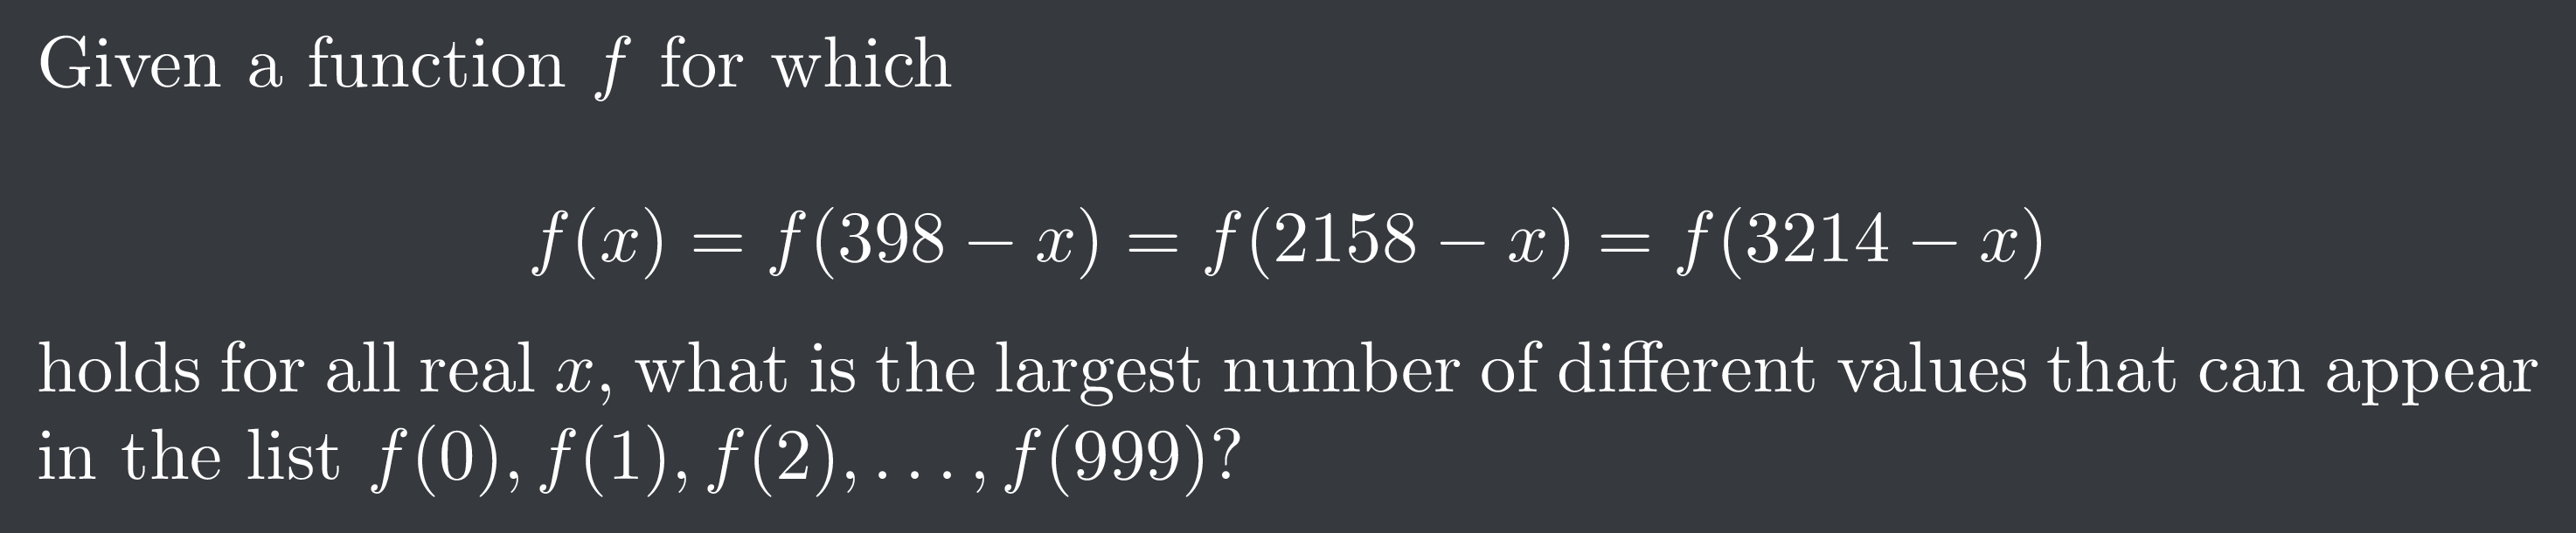 Given a function f for which
f(x) = f(398 − x) = f(2158 − x) = f(3214 − x)
holds for all real x, what is the largest number of different values that can appear
in the list f(0), f(1), f(2), . . . , f(999)?